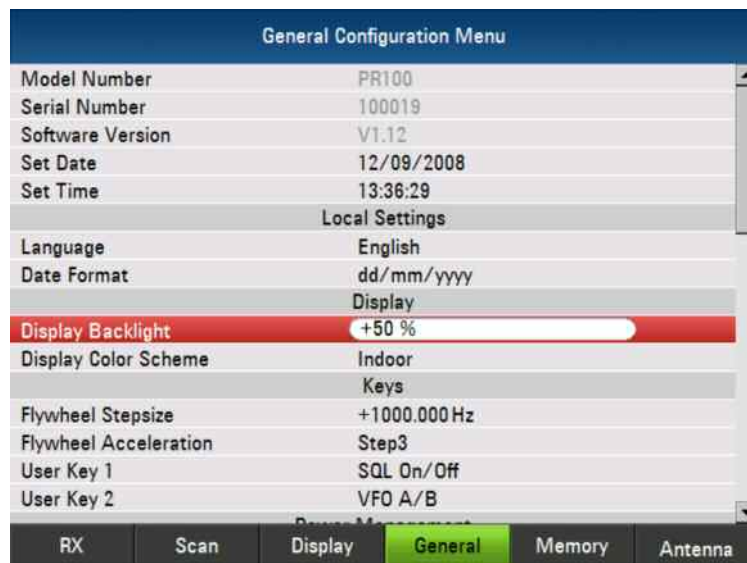 General Configuration Menu
Model Number PR100
Serial Number 100019
Software Version V1.12
Set Date 12/09/2008
Set Time 13:36:29
Local Settings
Language English
Date Format dd/mm/yyyy
Display
Display Backlight +50 %
Display Color Scheme Indoor
Keys
Flywheel Stepsize +1000.000 Hz
Flywheel Acceleration Step3
User Key 1 SQL On/Off
User Key 2 VFO A/B
Power Management
RX Scan Display General Memory Antenna